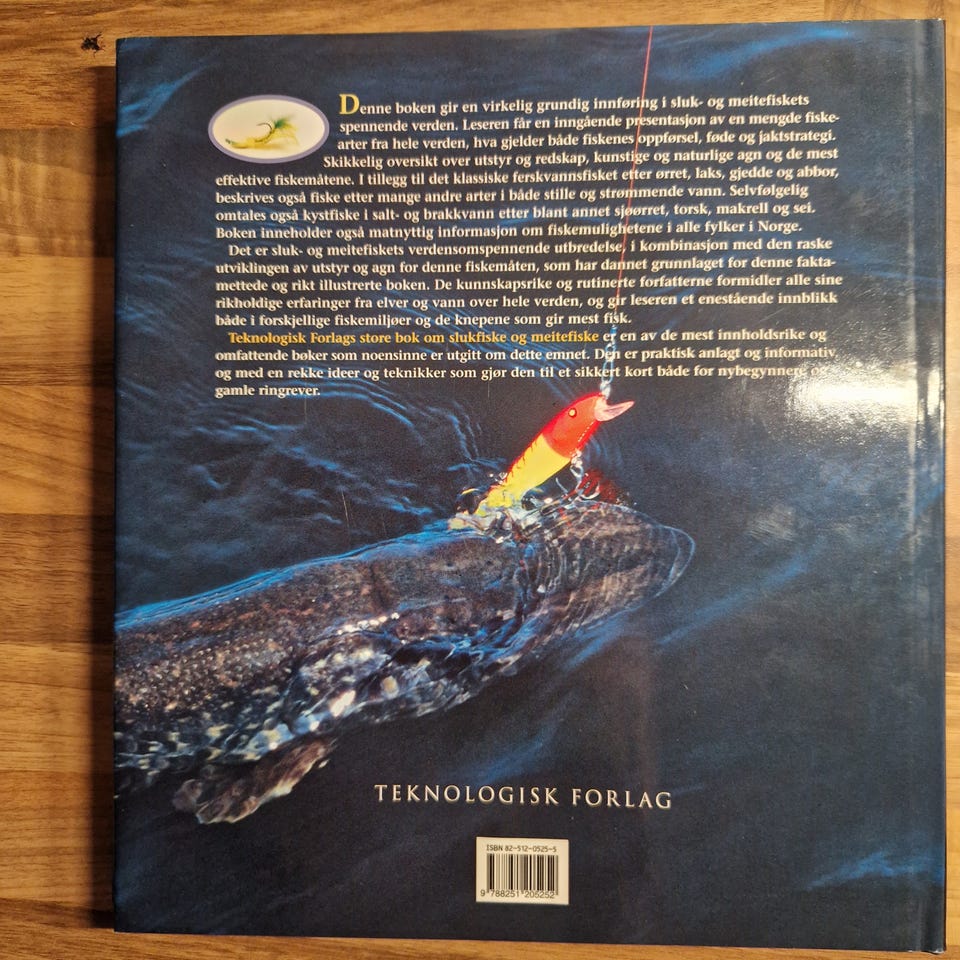 Denne boken gir en virkelig grundig innføring i sluk- og meitefiskets
spennende verden. Leseren får en inngående presentasjon av en mengde fiske-
arter fra hele verden, hva gjelder både fiskenes oppførsel, føde og jaktstrategi.
Skikkelig oversikt over utstyr og redskap, kunstige og naturlige agn og de mest
effektive fiskemåtene. I tillegg til det klassiske ferskvannsfisket etter ørret, laks, gjedde og abbor,
beskrives også fiske etter mange andre arter i både stille og strømmende vann. Selvfølgelig
omtales også kystfiske i salt- og brakkvann etter blant annet sjøørret, torsk, makrell og sei.
Boken inneholder også matnyttig informasjon om fiskemulighetene i alle fylker i Norge.
Det er sluk- og meitefiskets verdensomspennende utbredelse, i kombinasjon med den raske
utviklingen av utstyr og agn for denne fiskemåten, som har dannet grunnlaget for denne fakta-
mettede og rikt illustrerte boken. De kunnskapsrike og rutinerte forfatterne formidler alle sine
rikholdige erfaringer fra elver og vann over hele verden, og gir leseren et enestående innblikk
både i forskjellige fiskemiljøer og de knepene som gir mest fisk.
Teknologisk Forlags store bok om slukfiske og meitefiske er en av de mest innholdsrike og
omfattende bøker som noensinne er utgitt om dette emnet. Den er praktisk anlagt og informativ,
og med en rekke ideer og teknikker som gjør den til et sikkert kort både for nybegynnere og
gamle ringrever.
TEKNOLOGISK FORLAG
ISBN 82-512-0525-5
9 788251 205252